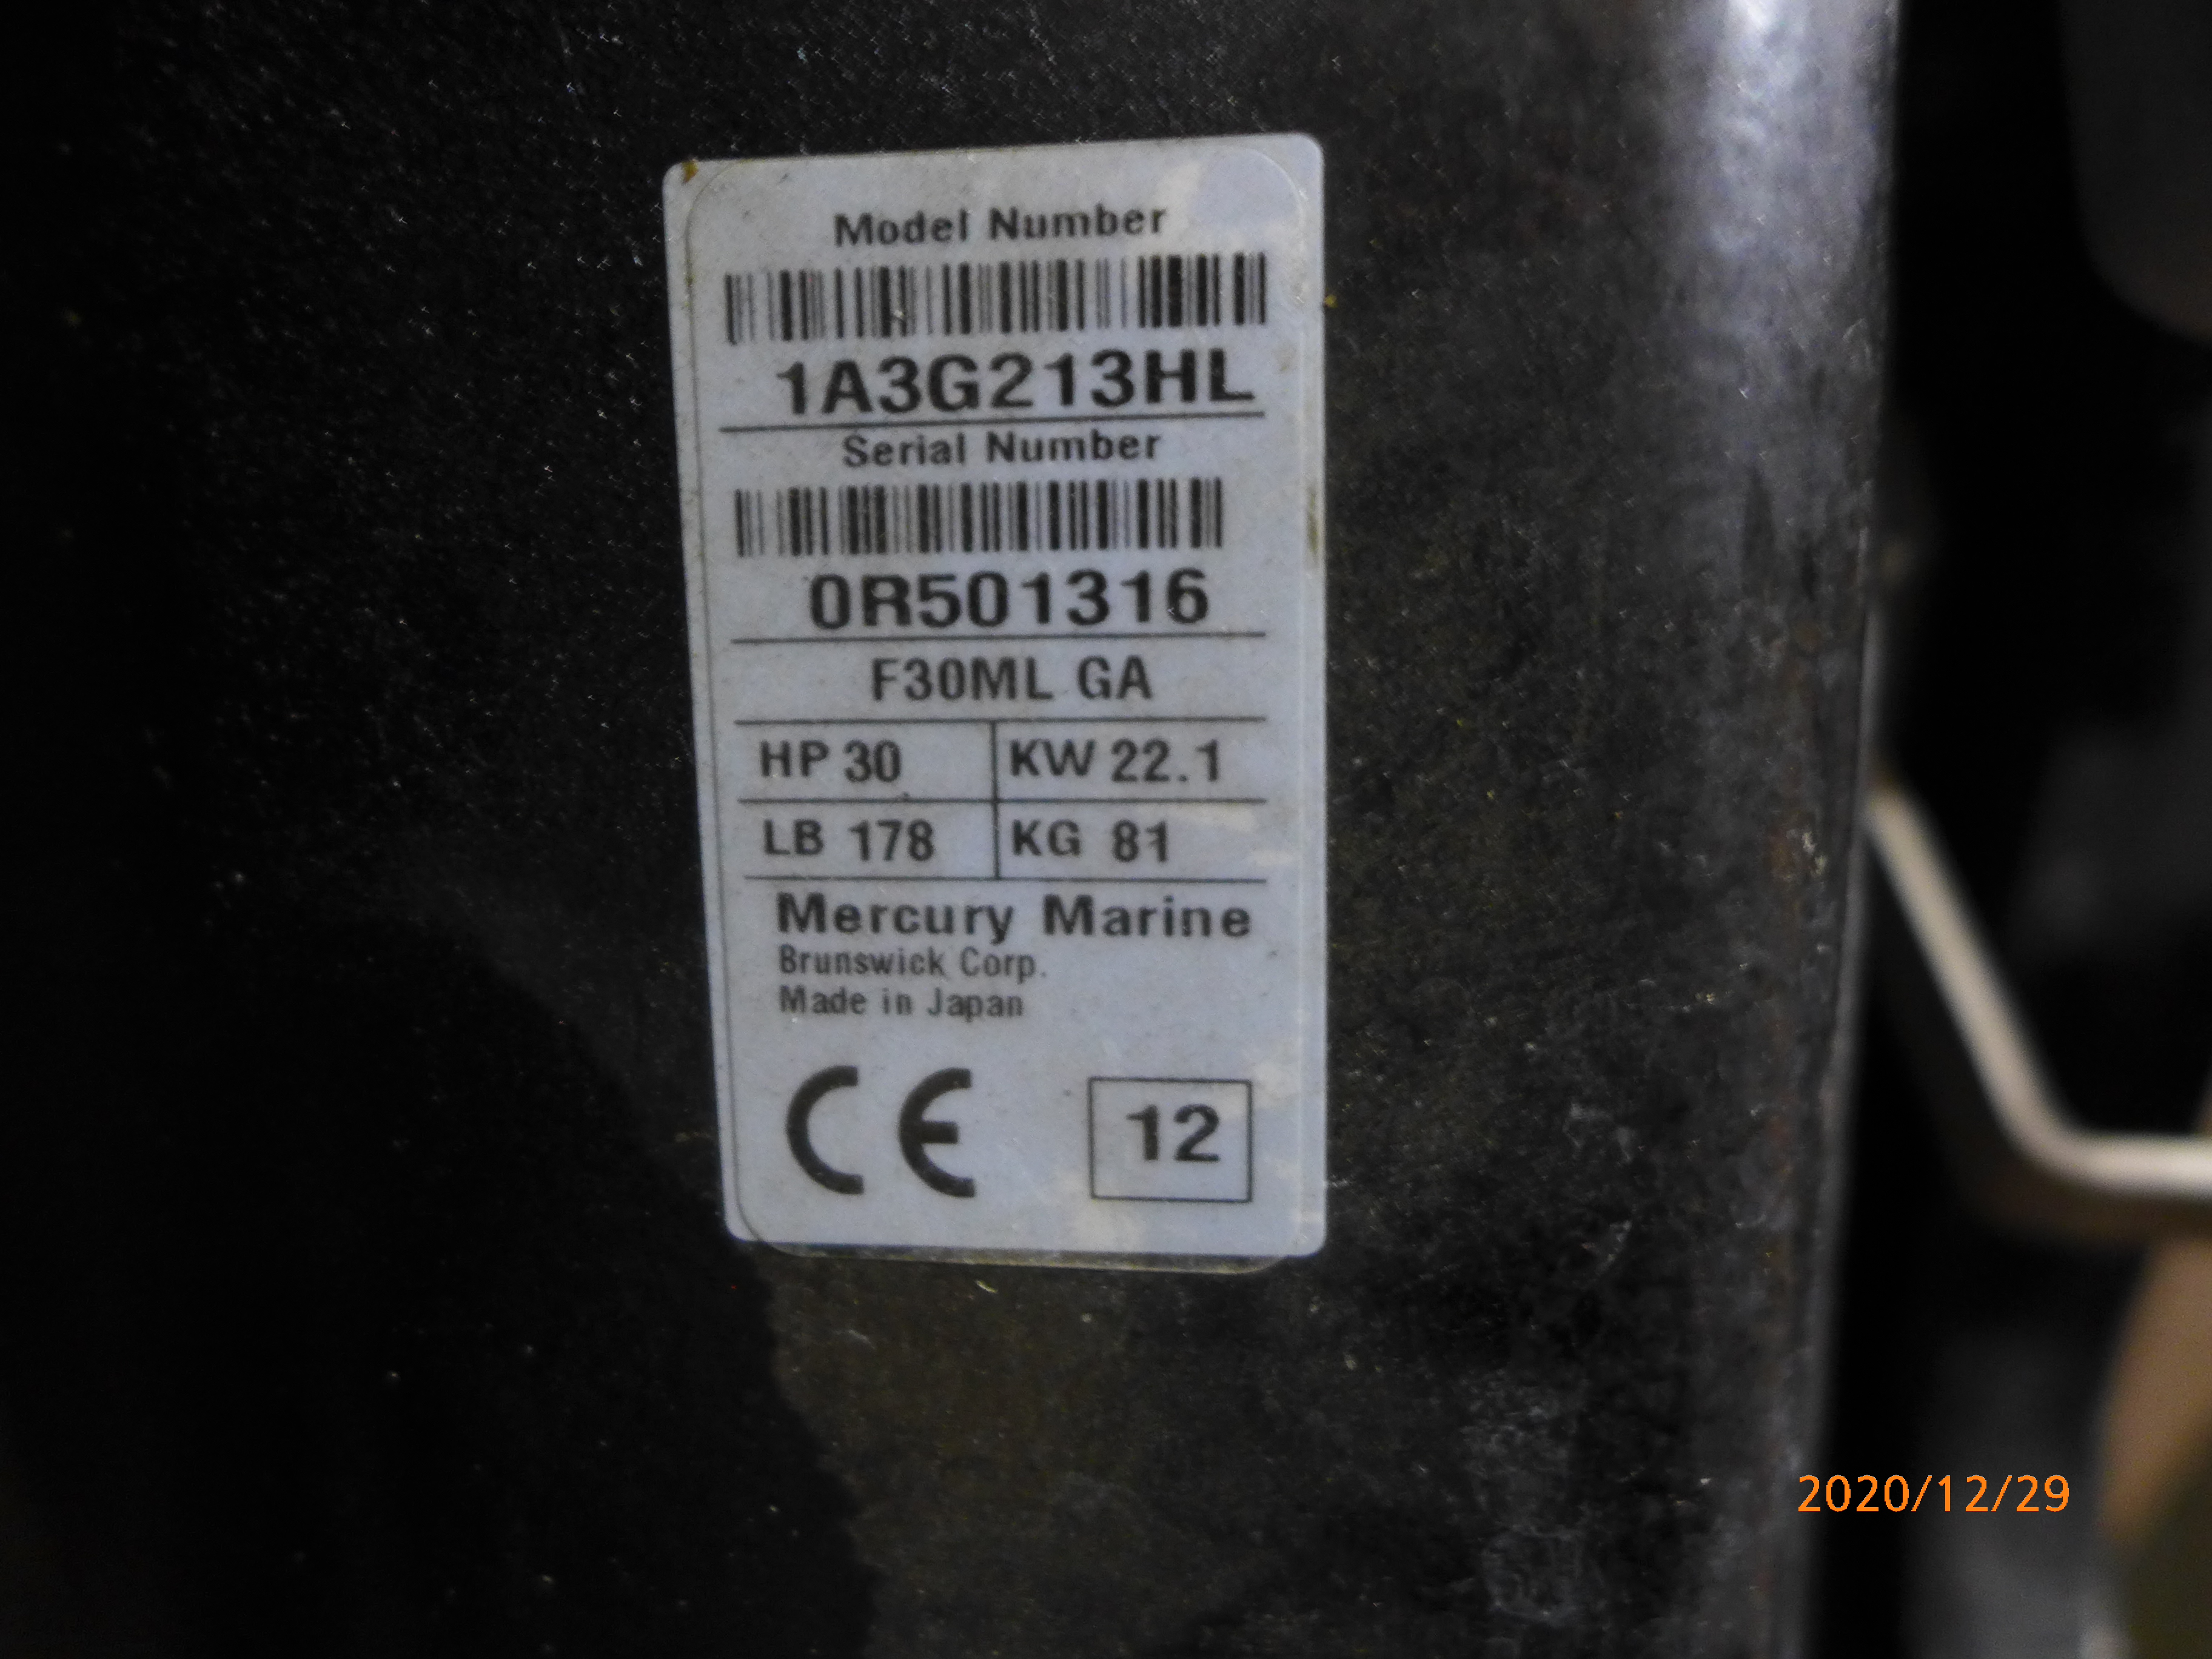 Model Number
1A3G213HL
Serial Number
0R501316
F30ML GA
HP 30 KW 22.1
LB 178 KG 81
Mercury Marine
Brunswick Corp.
Made in Japan
CE 12
2020/12/29